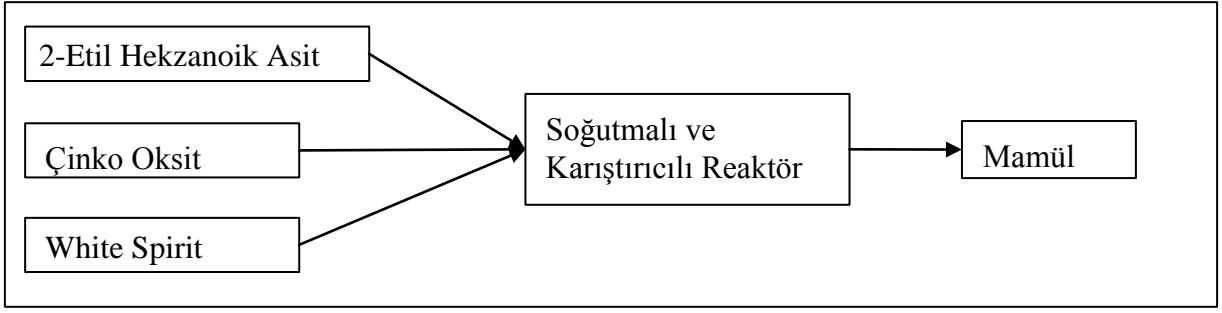 2-Etil Hekzanoik Asit
Çinko Oksit
White Spirit
Soğutmalı ve
Karıştırıcılı Reaktör
Mamül